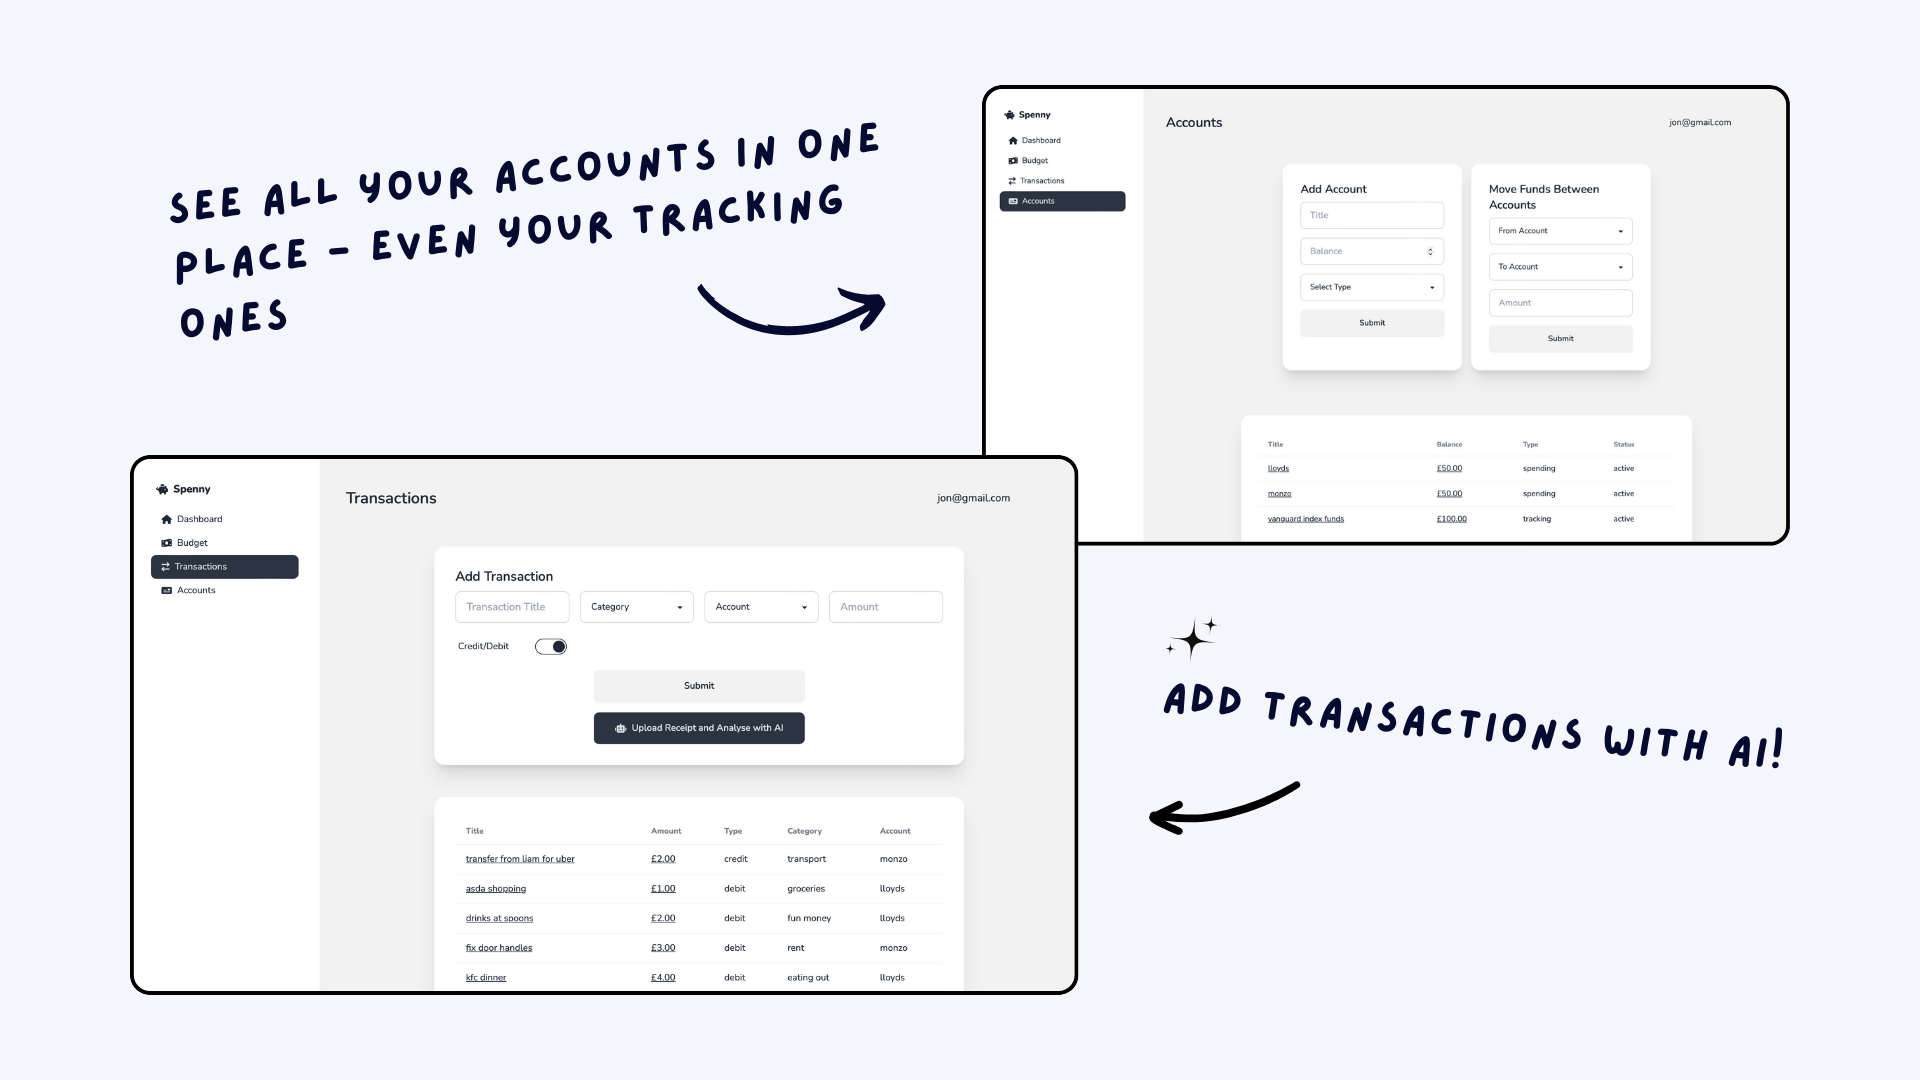 SEE ALL YOUR ACCOUNTS IN ONE
PLACE - EVEN YOUR TRACKING
ONES
Spenny
Dashboard
Budget
Transactions
Accounts
Accounts
jon@gmail.com
Add Account
Title
Balance
Select Type
Submit
Move Funds Between
Accounts
From Account
To Account
Amount
Submit
Title Balance Type Status
lloyds £50.00 spending active
monzo £50.00 spending active
vanguard index funds £100.00 tracking active
Spenny
Dashboard
Budget
Transactions
Accounts
Transactions
jon@gmail.com
Add Transaction
Transaction Title Category Account Amount
Credit/Debit
Submit
Upload Receipt and Analyse with AI
Title Amount Type Category Account
transfer from liam for uber £2.00 credit transport monzo
asda shopping £1.00 debit groceries lloyds
drinks at spoons £2.00 debit fun money lloyds
fix door handles £3.00 debit rent monzo
kfc dinner £4.00 debit eating out lloyds
ADD TRANSACTIONS WITH AI!